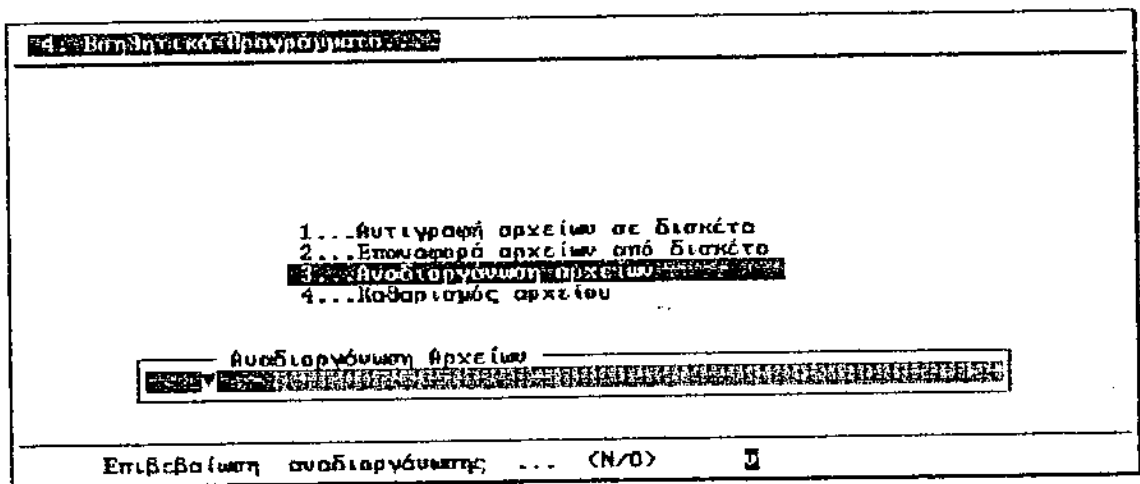 4. Βοηθητικά Προγράμματα
1...Αντιγραφή αρχείων σε δισκέτα
2...Επαναφορά αρχείων από δισκέτα
3...Αναδιοργάνωση αρχείων
4...Καθαρισμός αρχείου
Αναδιοργάνωση Αρχείων
Επιβεβαίωση αναδιοργάνωσης ... (Ν/Ο)